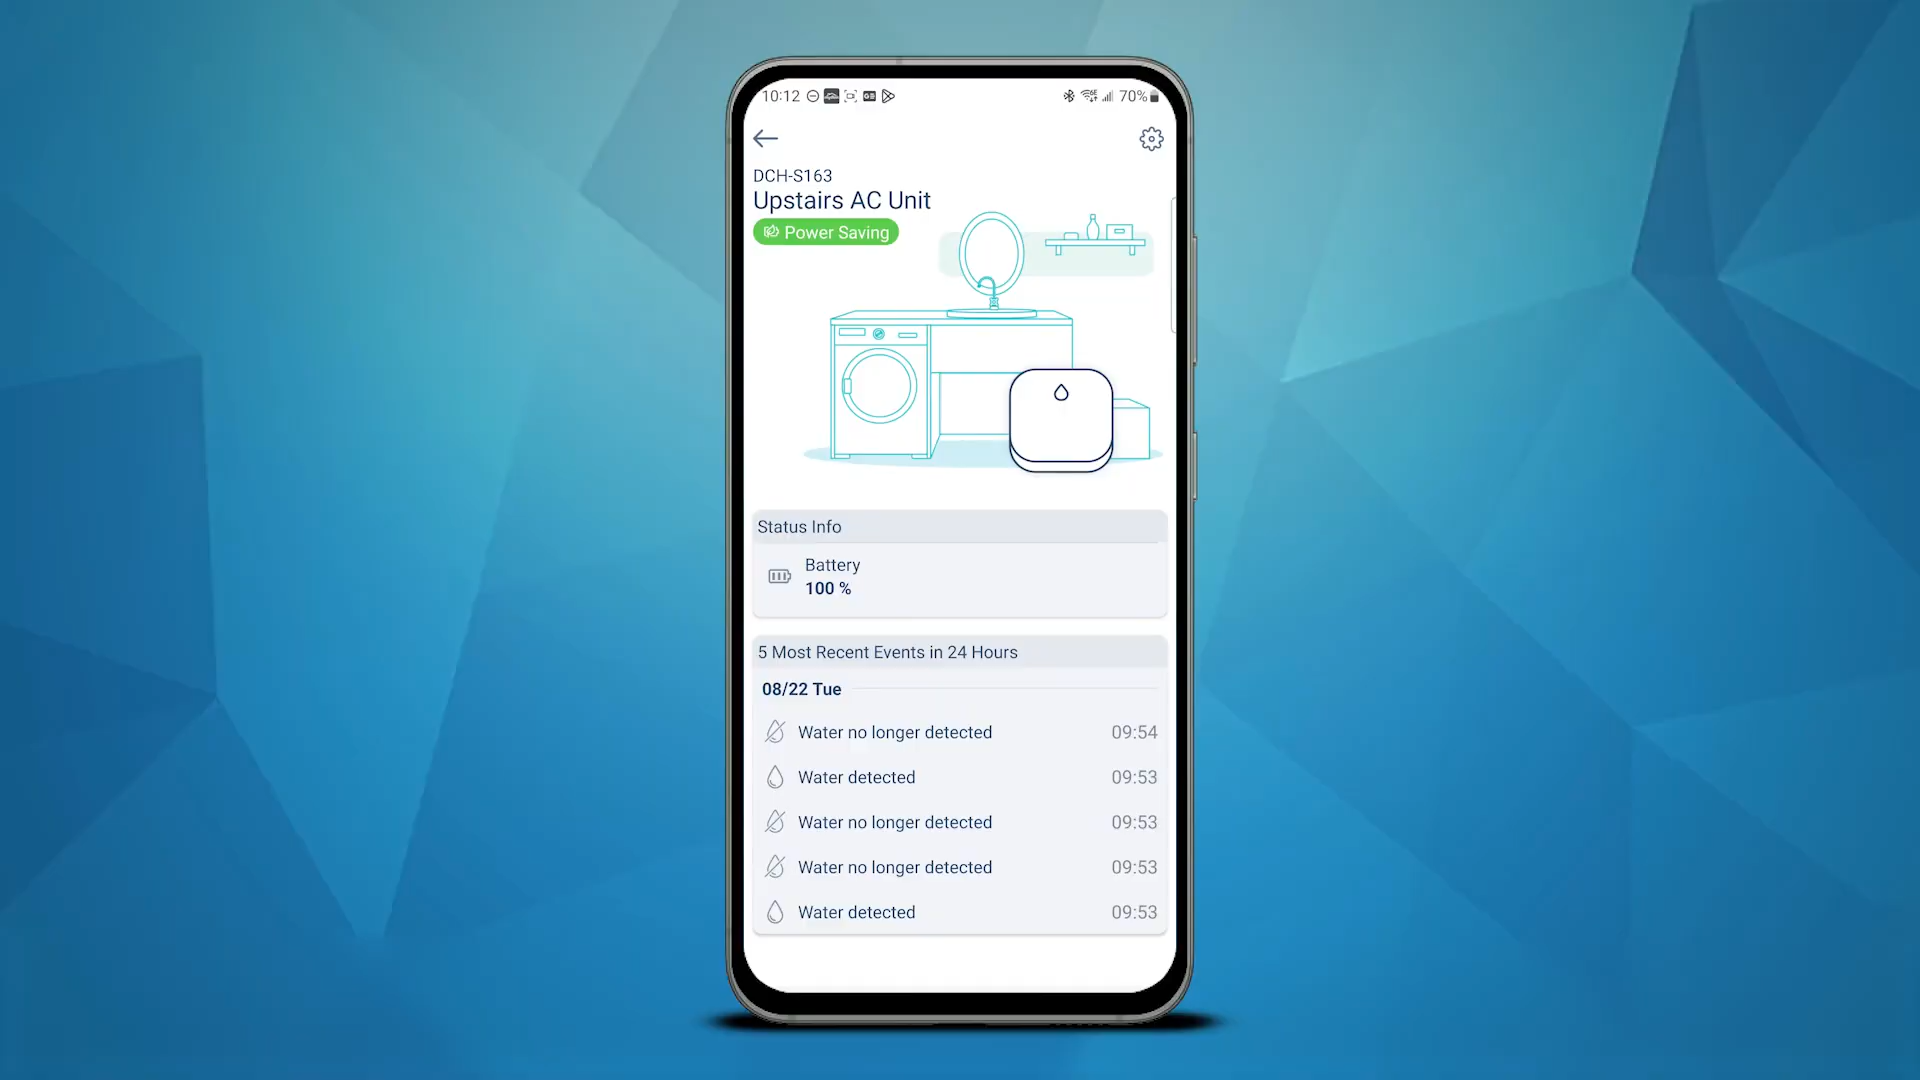 10:12
70%
DCH-S163
Upstairs AC Unit
Power Saving
Status Info
Battery
100 %
5 Most Recent Events in 24 Hours
08/22 Tue
Water no longer detected 09:54
Water detected 09:53
Water no longer detected 09:53
Water no longer detected 09:53
Water detected 09:53